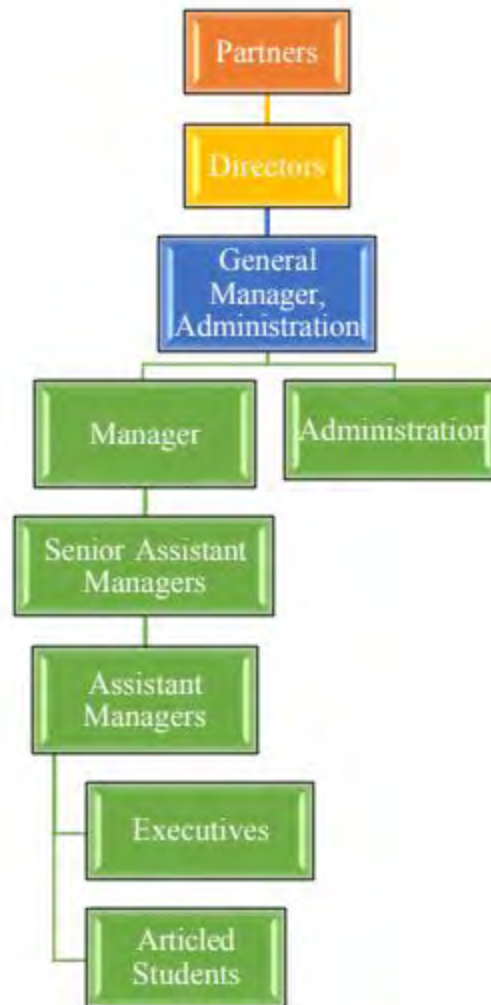 Partners
Directors
General
Manager,
Administration
Manager
Administration
Senior Assistant
Managers
Assistant
Managers
Executives
Articled
Students